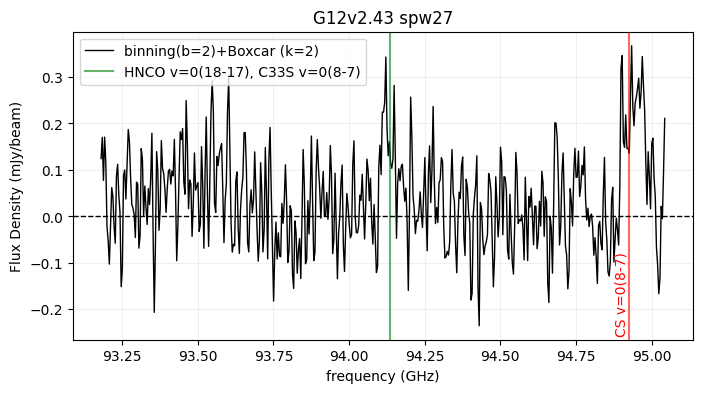 G12v2.43 spw27
binning(b=2)+Boxcar (k=2)
HNCO v=0(18-17), C33S v=0(8-7)
Flux Density (mJy/beam)
0.3
0.2
0.1
0.0
−0.1
−0.2
CS v=0(8-7)
93.25
93.50
93.75
94.00
94.25
94.50
94.75
95.00
frequency (GHz)